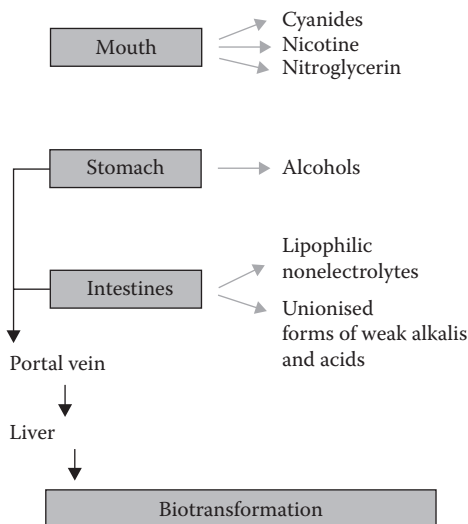 Mouth
Cyanides
Nicotine
Nitroglycerin
Stomach
Alcohols
Intestines
Lipophilic
nonelectrolytes
Unionised
forms of weak alkalis
and acids
Portal vein
Liver
Biotransformation